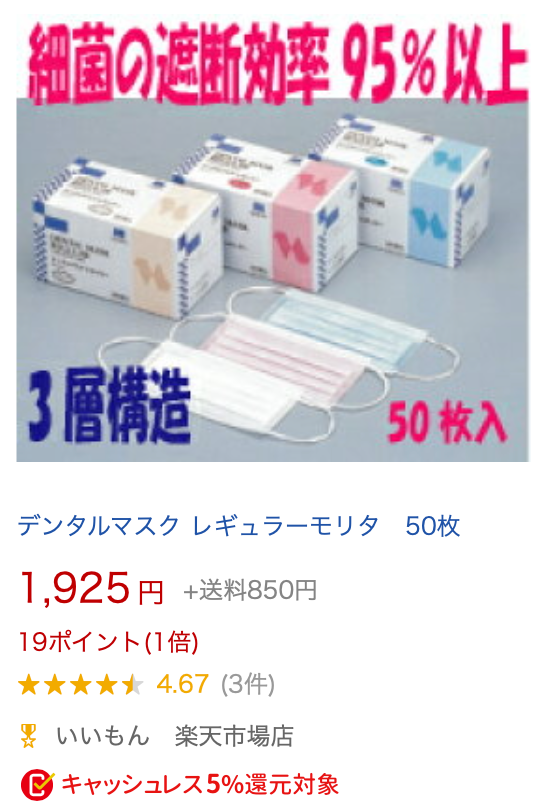 細菌の遮断効率95%以上
3層構造
50枚入
デンタルマスク レギュラーモリタ　50枚
1,925円 +送料850円
19ポイント(1倍)
4.67 (3件)
いいもん　楽天市場店
キャッシュレス5%還元対象